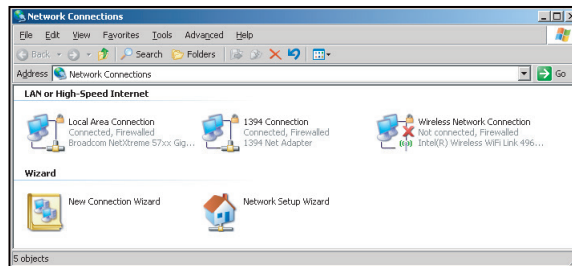 Network Connections
File Edit View Favorites Tools Advanced Help
Back Search Folders
Address Network Connections Go
LAN or High-Speed Internet
Local Area Connection
Connected, Firewalled
Broadcom NetXtreme 57xx Gig...
1394 Connection
Connected, Firewalled
1394 Net Adapter
Wireless Network Connection
Not connected, Firewalled
Intel(R) Wireless WiFi Link 496...
Wizard
New Connection Wizard
Network Setup Wizard
5 objects